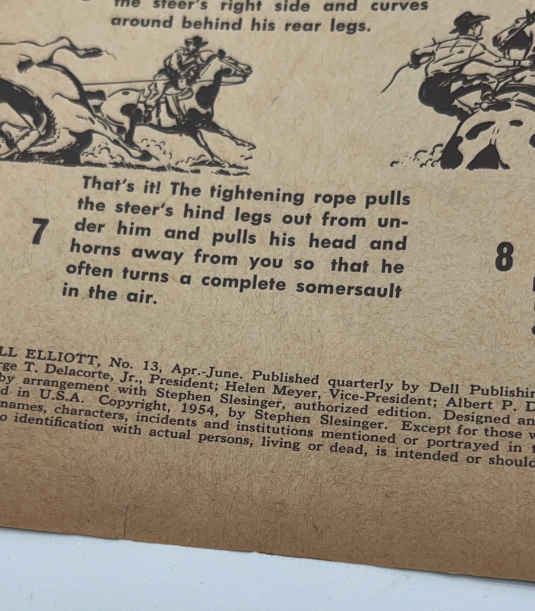 the steer's right side and curves
around behind his rear legs.
7
That's it! The tightening rope pulls
the steer's hind legs out from un-
der him and pulls his head and
horns away from you so that he
often turns a complete somersault
in the air.
8
LL ELLIOTT, No. 13, Apr.-June. Published quarterly by Dell Publishin
rge T. Delacorte, Jr., President; Helen Meyer, Vice-President; Albert P. D
by arrangement with Stephen Slesinger, authorized edition. Designed an
d in U.S.A. Copyright, 1954, by Stephen Slesinger. Except for those w
names, characters, incidents and institutions mentioned or portrayed in
o identification with actual persons, living or dead, is intended or should